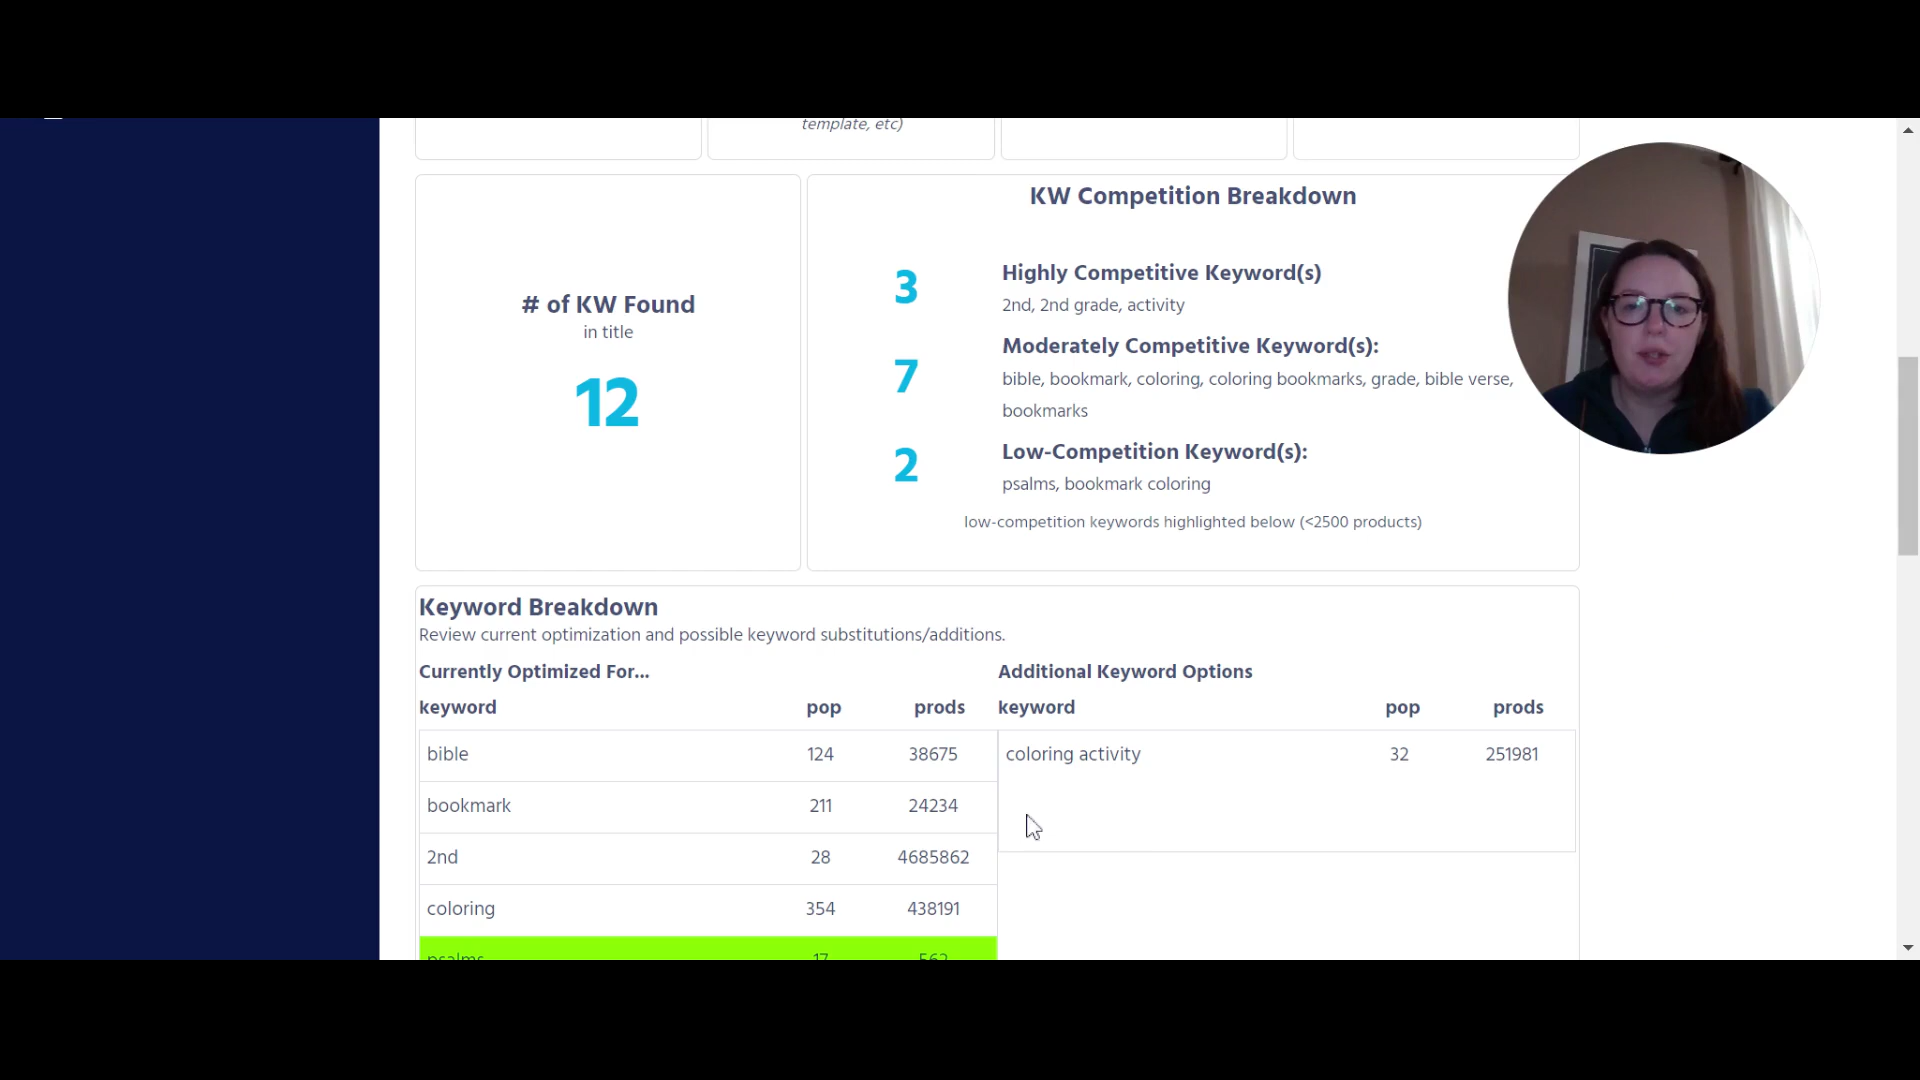 template, etc)
# of KW Found
in title
12
KW Competition Breakdown
3
Highly Competitive Keyword(s)
2nd, 2nd grade, activity
7
Moderately Competitive Keyword(s):
bible, bookmark, coloring, coloring bookmarks, grade, bible verse,
bookmarks
2
Low-Competition Keyword(s):
psalms, bookmark coloring
low-competition keywords highlighted below (<2500 products)
Keyword Breakdown
Review current optimization and possible keyword substitutions/additions.
Currently Optimized For...
keyword pop prods
bible 124 38675
bookmark 211 24234
2nd 28 4685862
coloring 354 438191
psalms 17 562
Additional Keyword Options
keyword pop prods
coloring activity 32 251981